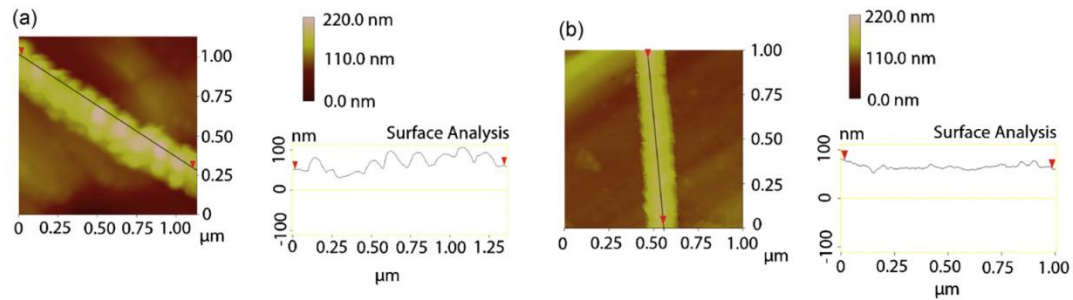 (a)
220.0 nm
110.0 nm
0.0 nm
1.00
0.75
0.50
0.25
0
0 0.25 0.50 0.75 1.00
µm
nm Surface Analysis
100
0
-100
0 0.25 0.50 0.75 1.00 1.25
µm
(b)
220.0 nm
110.0 nm
0.0 nm
1.00
0.75
0.50
0.25
0
0 0.25 0.50 0.75 1.00
µm
nm Surface Analysis
100
0
-100
0 0.25 0.50 0.75 1.00
µm